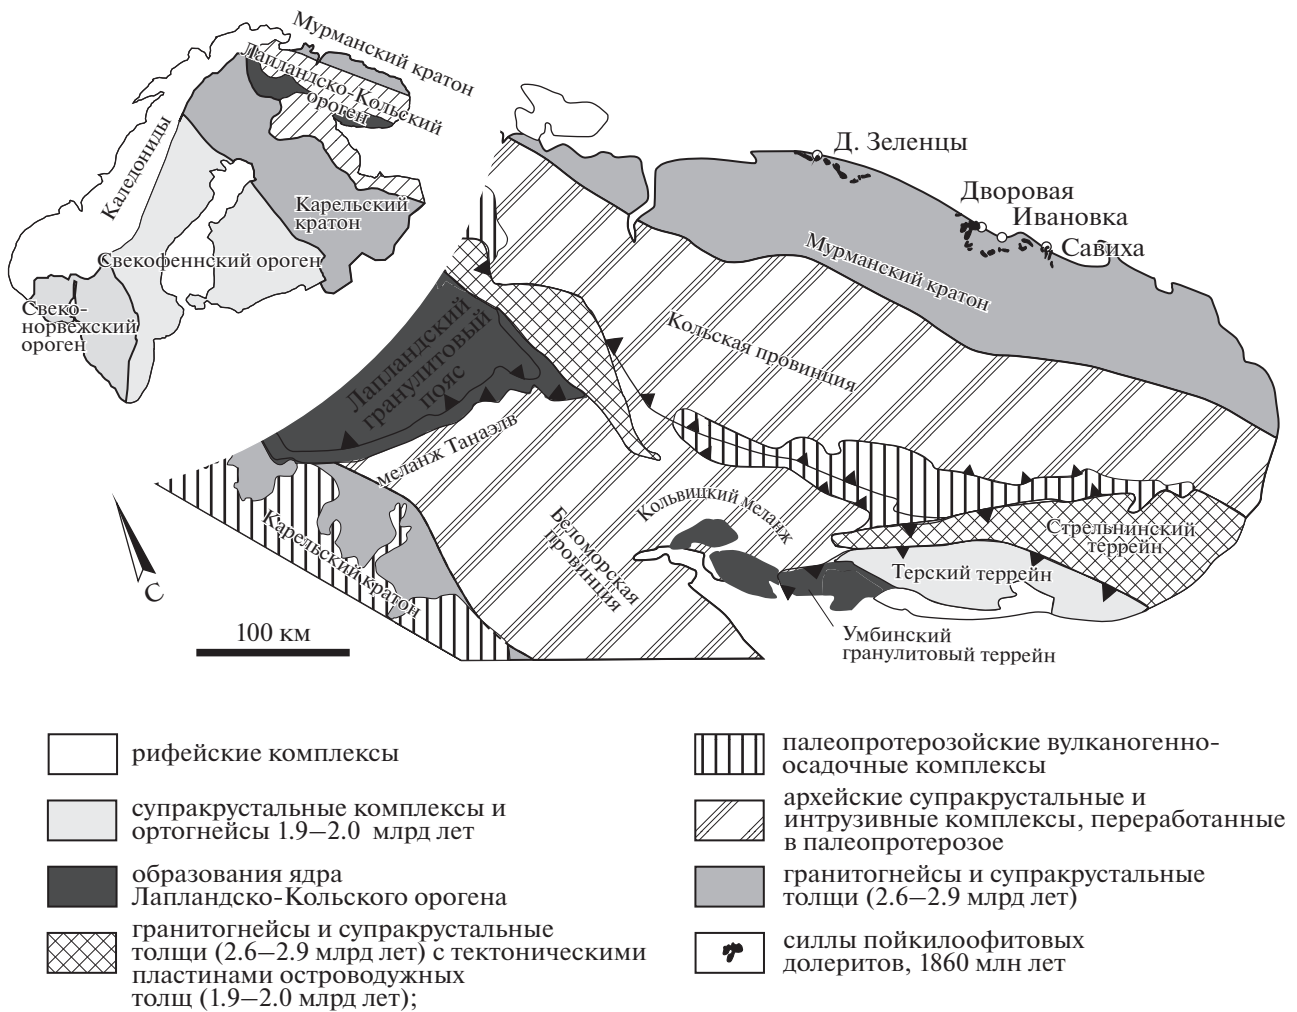 Мурманский кратон
Лапландско-Кольский
ороген
Каледониды
Карельский
кратон
Свекофеннский ороген
Свеко-
норвежский
ороген
Д. Зеленцы
Дворовая
Ивановка
Савиха
Мурманский кратон
Кольская провинция
Лапландский
гранулитовый
пояс
меланж Танаэлв
Карельский кратон
Беломорская
провинция
Кольвицкий меланж
Стрельнинский
террейн
Терский террейн
Умбинский
гранулитовый террейн
С
100 км
рифейские комплексы
супракрустальные комплексы и
ортогнейсы 1.9–2.0 млрд лет
образования ядра
Лапландско-Кольского орогена
гранитогнейсы и супракрустальные
толщи (2.6–2.9 млрд лет) с тектоническими
пластинами островодужных
толщ (1.9–2.0 млрд лет);
палеопротерозойские вулканогенно-
осадочные комплексы
архейские супракрустальные и
интрузивные комплексы, переработанные
в палеопротерозое
гранитогнейсы и супракрустальные
толщи (2.6–2.9 млрд лет)
силлы пойкилоофитовых
долеритов, 1860 млн лет